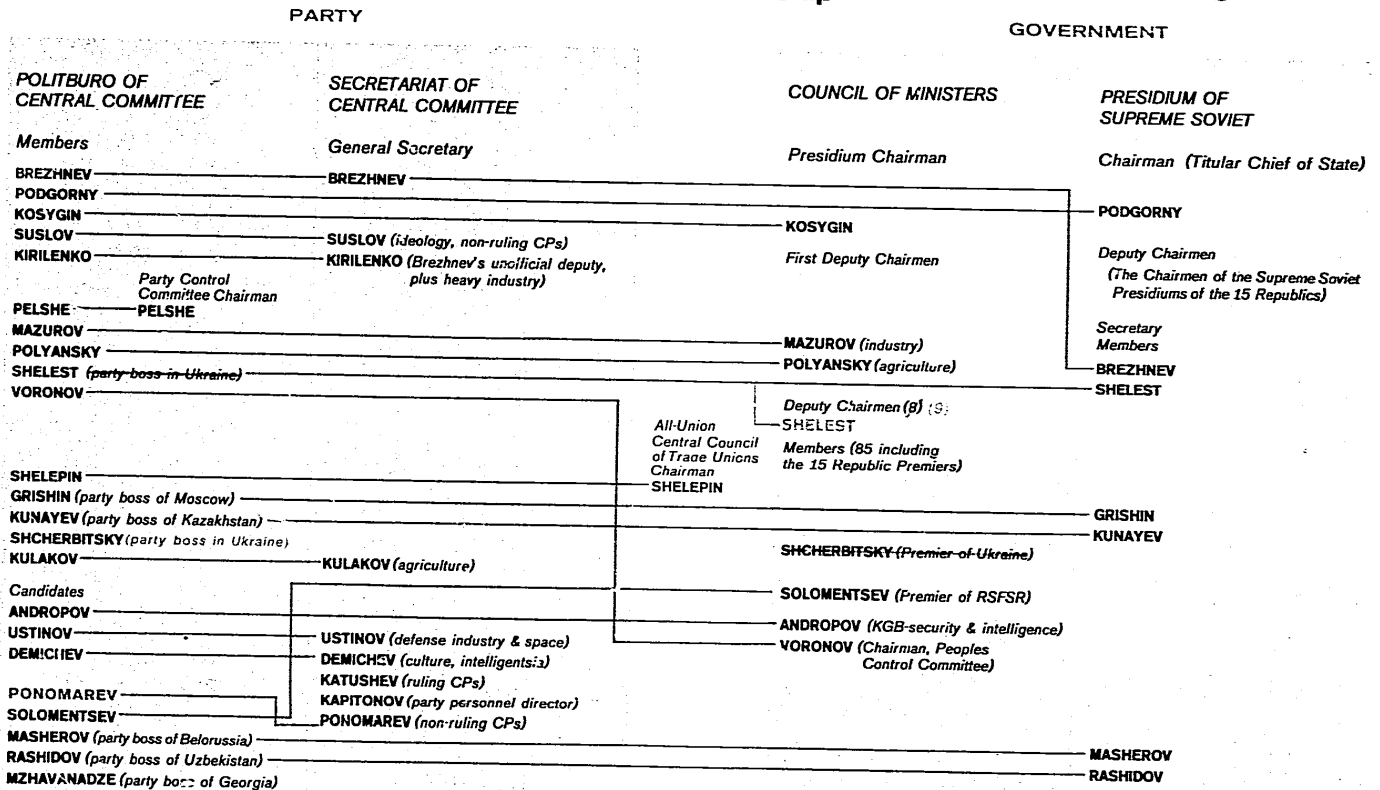 PARTY
GOVERNMENT
POLITBURO OF
CENTRAL COMMITTEE
Members
BREZHNEV
PODGORNY
KOSYGIN
SUSLOV
KIRILENKO
Party Control
Committee Chairman
PELSHE PELSHE
MAZUROV
POLYANSKY
SHELEST (party boss in Ukraine)
VORONOV
SHELEPIN
GRISHIN (party boss of Moscow)
KUNAYEV (party boss of Kazakhstan)
SHCHERBITSKY (party boss in Ukraine)
KULAKOV
Candidates
ANDROPOV
USTINOV
DEMICHEV
PONOMAREV
SOLOMENTSEV
MASHEROV (party boss of Belorussia)
RASHIDOV (party boss of Uzbekistan)
MZHAVANADZE (party boss of Georgia)
SECRETARIAT OF
CENTRAL COMMITTEE
General Secretary
BREZHNEV
SUSLOV (ideology, non-ruling CPs)
KIRILENKO (Brezhnev's unofficial deputy,
plus heavy industry)
KULAKOV (agriculture)
USTINOV (defense industry & space)
DEMICHEV (culture, intelligentsia)
KATUSHEV (ruling CPs)
KAPITONOV (party personnel director)
PONOMAREV (non-ruling CPs)
All-Union
Central Council
of Trade Unions
Chairman
SHELEPIN
COUNCIL OF MINISTERS
Presidium Chairman
KOSYGIN
First Deputy Chairmen
MAZUROV (industry)
POLYANSKY (agriculture)
Deputy Chairmen (8) (9)
SHELEST
Members (85 including
the 15 Republic Premiers)
SHCHERBITSKY (Premier of Ukraine)
SOLOMENTSEV (Premier of RSFSR)
ANDROPOV (KGB-security & intelligence)
VORONOV (Chairman, Peoples
Control Committee)
PRESIDIUM OF
SUPREME SOVIET
Chairman (Titular Chief of State)
PODGORNY
Deputy Chairmen
(The Chairmen of the Supreme Soviet
Presidiums of the 15 Republics)
Secretary
Members
BREZHNEV
SHELEST
GRISHIN
KUNAYEV
MASHEROV
RASHIDOV